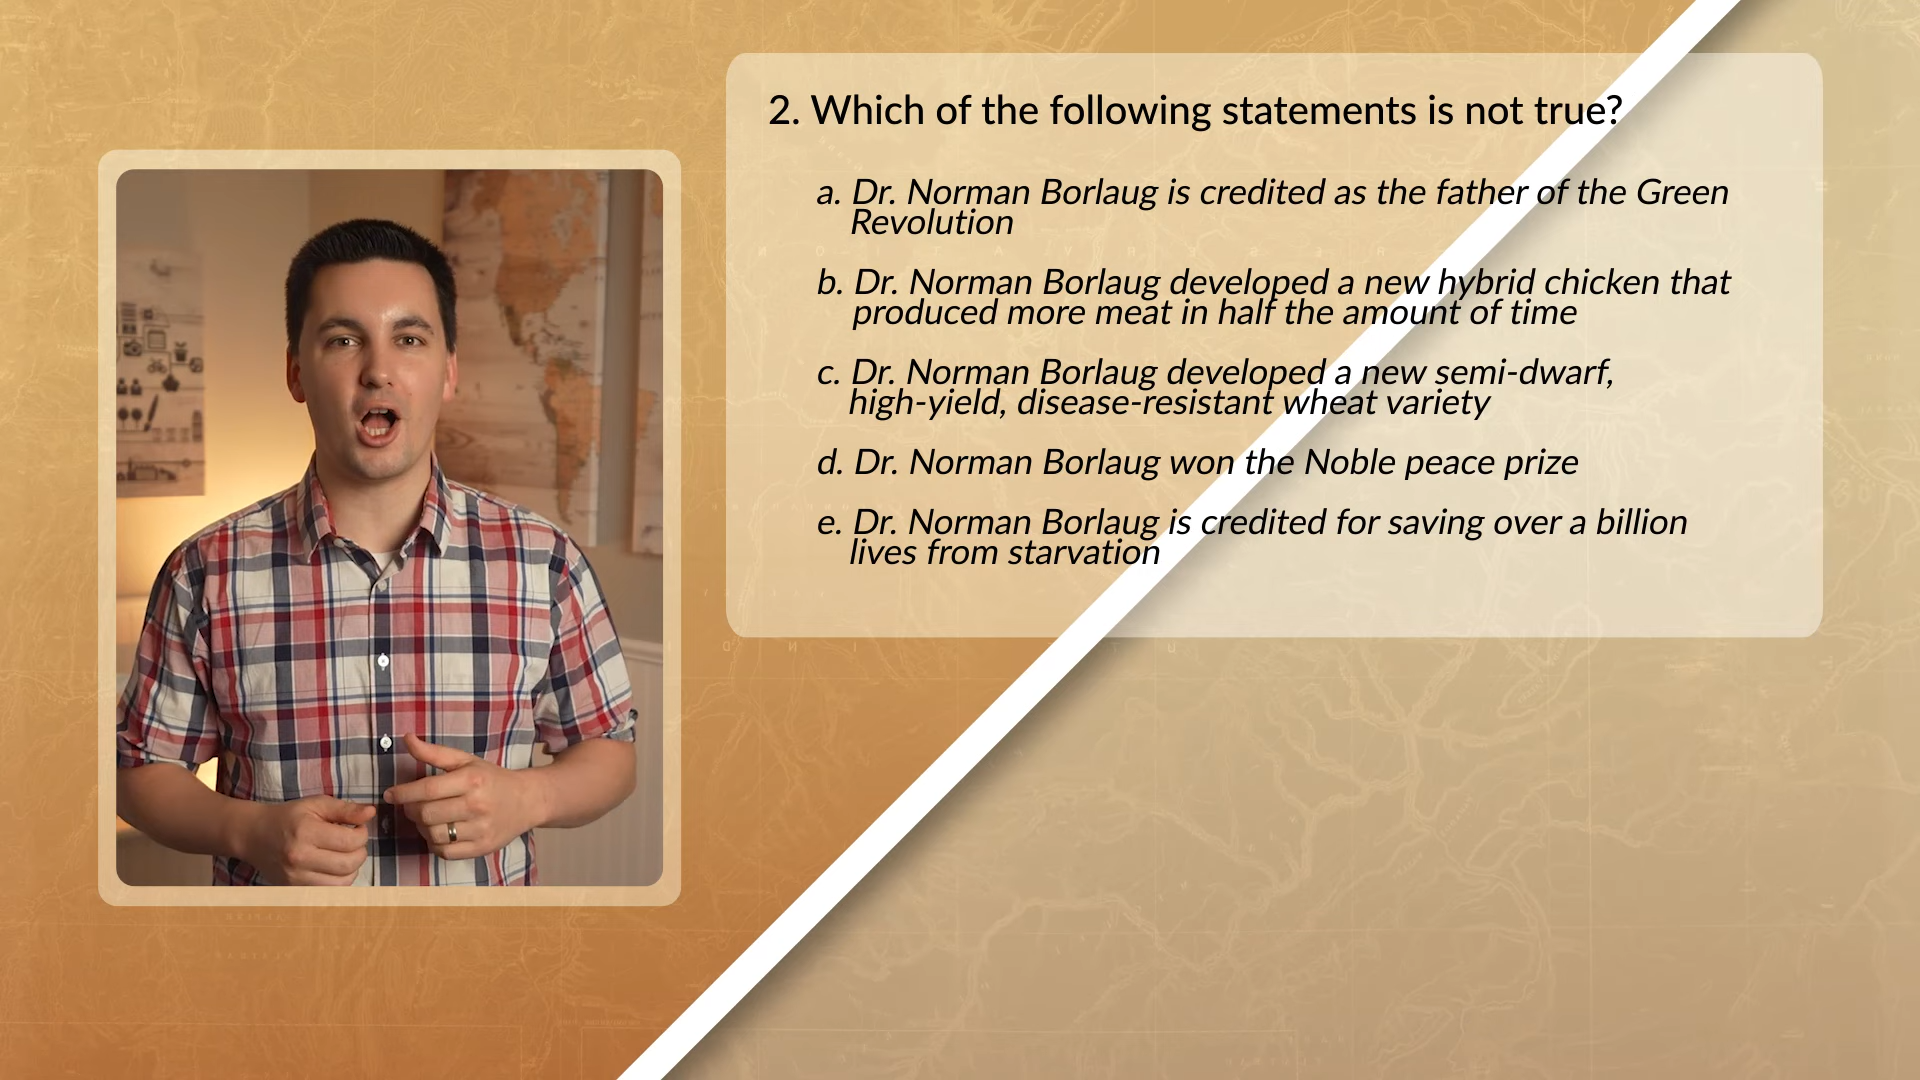 2. Which of the following statements is not true?
a. Dr. Norman Borlaug is credited as the father of the Green
Revolution
b. Dr. Norman Borlaug developed a new hybrid chicken that
produced more meat in half the amount of time
c. Dr. Norman Borlaug developed a new semi-dwarf,
high-yield, disease-resistant wheat variety
d. Dr. Norman Borlaug won the Noble peace prize
e. Dr. Norman Borlaug is credited for saving over a billion
lives from starvation